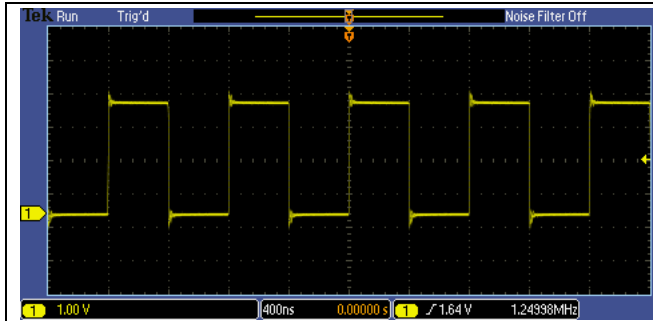 Tek Run Trig'd Noise Filter Off
T
1
1 1.00 V 400ns 0.00000 s 1 ƒ 1.64 V 1.24998MHz